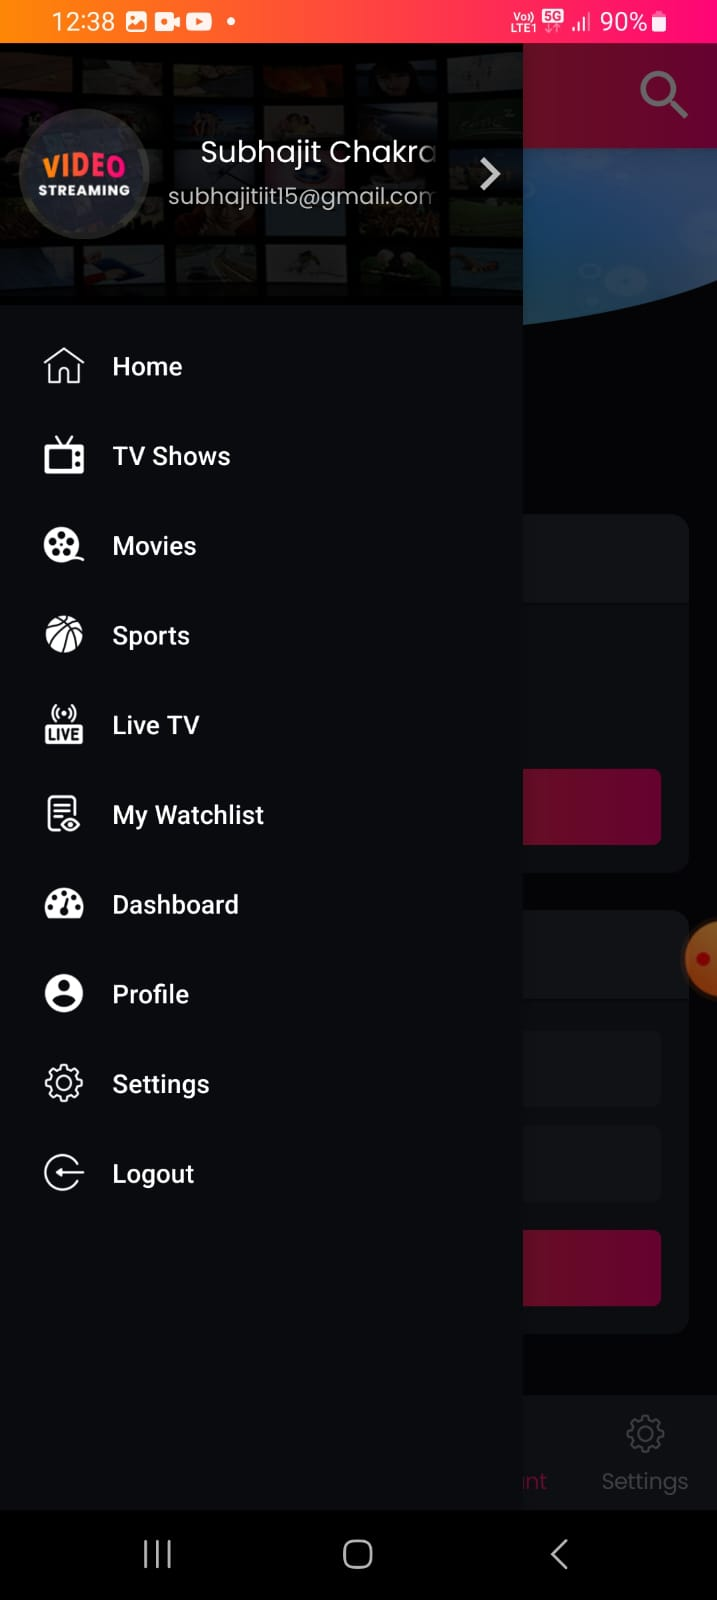 12:38
Vo) 5G 90%
LTE1
Subhajit Chakra
VIDEO
STREAMING
subhajitiit15@gmail.com
Home
TV Shows
Movies
Sports
LIVE
Live TV
My Watchlist
Dashboard
Profile
Settings
Logout
nt
Settings